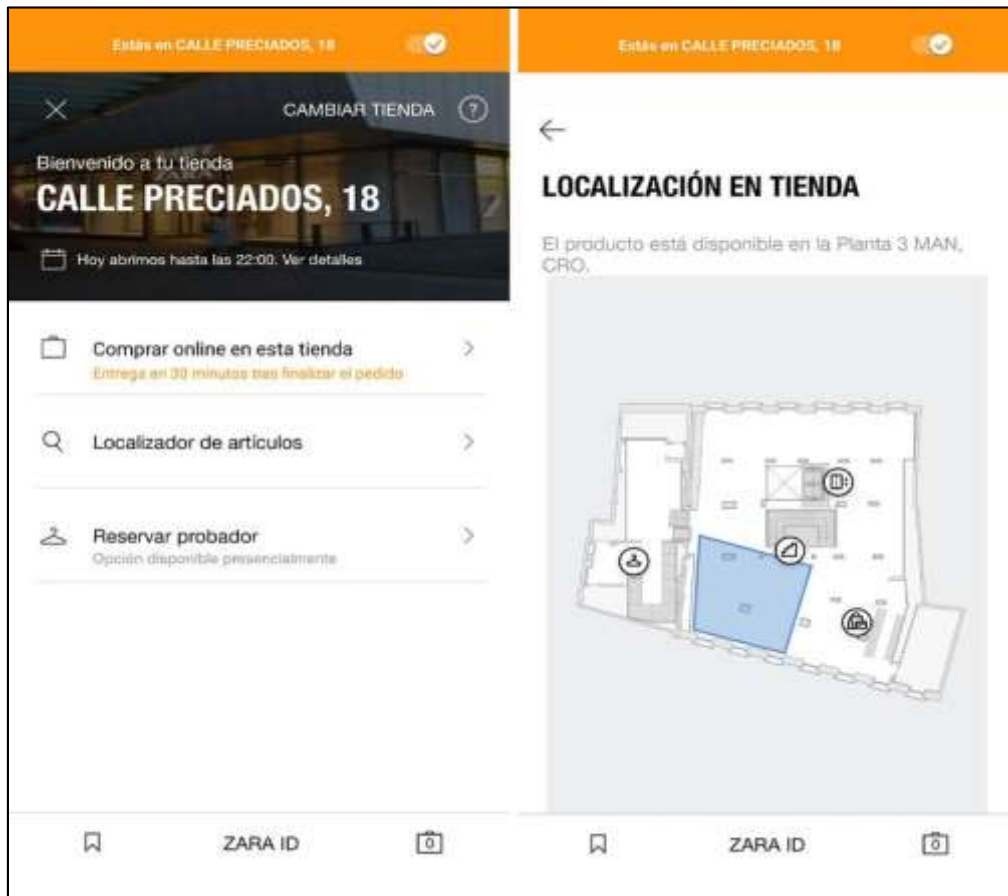 Estás en CALLE PRECIADOS, 18
CAMBIAR TIENDA ?
Bienvenido a tu tienda
CALLE PRECIADOS, 18
Hoy abrimos hasta las 22:00. Ver detalles
Comprar online en esta tienda
Entrega en 30 minutos tras finalizar el pedido
Localizador de artículos
Reservar probador
Opción disponible presencialmente
ZARA ID
0
Estás en CALLE PRECIADOS, 18
LOCALIZACIÓN EN TIENDA
El producto está disponible en la Planta 3 MAN,
CRO.
ZARA ID
0